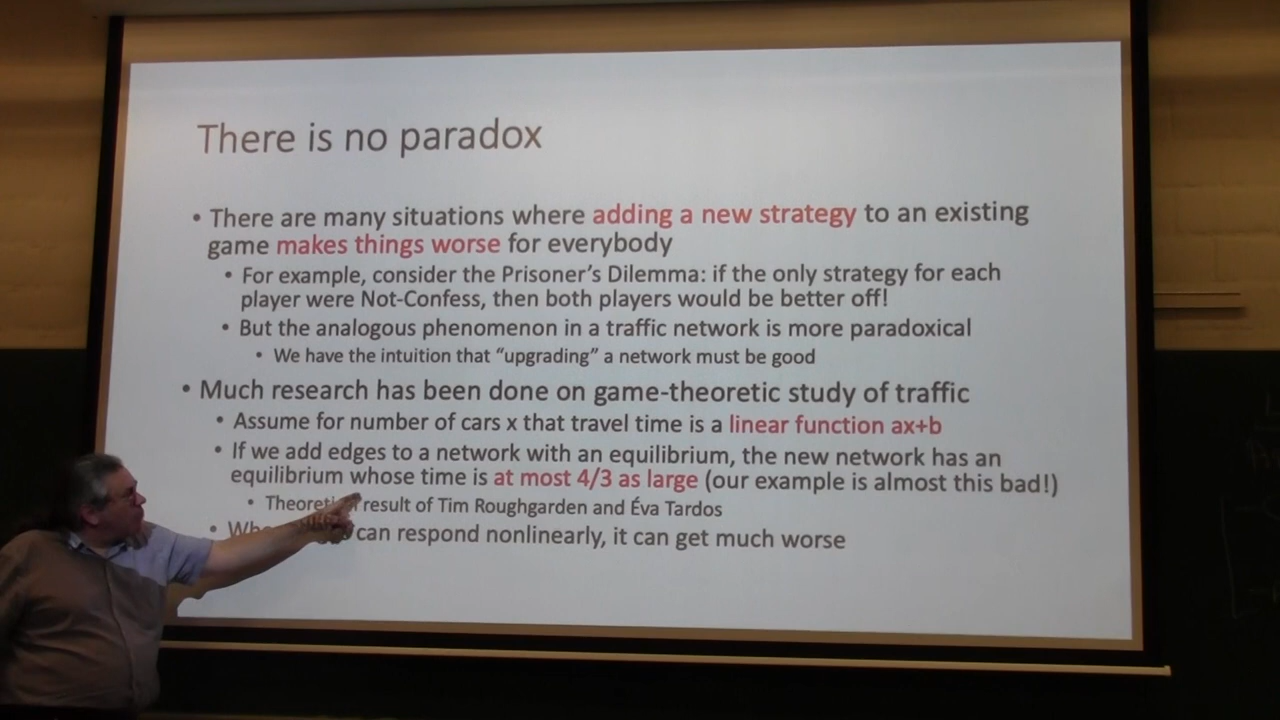 There is no paradox
• There are many situations where adding a new strategy to an existing
game makes things worse for everybody
• For example, consider the Prisoner's Dilemma: if the only strategy for each
player were Not-Confess, then both players would be better off!
• But the analogous phenomenon in a traffic network is more paradoxical
• We have the intuition that “upgrading” a network must be good
• Much research has been done on game-theoretic study of traffic
• Assume for number of cars x that travel time is a linear function ax+b
• If we add edges to a network with an equilibrium, the new network has an
equilibrium whose time is at most 4/3 as large (our example is almost this bad!)
• result of Tim Roughgarden and Éva Tardos
• can respond nonlinearly, it can get much worse